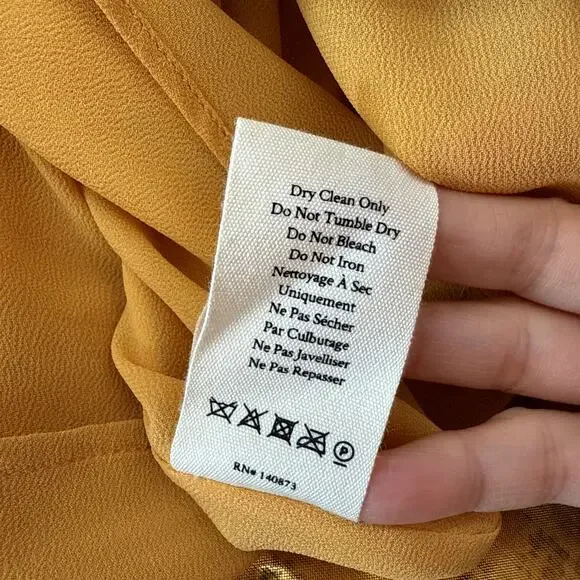 Dry Clean Only
Do Not Tumble Dry
Do Not Bleach
Do Not Iron
Nettoyage À Sec
Uniquement
Ne Pas Sécher
Par Culbutage
Ne Pas Javelliser
Ne Pas Repasser
P
RN# 140873